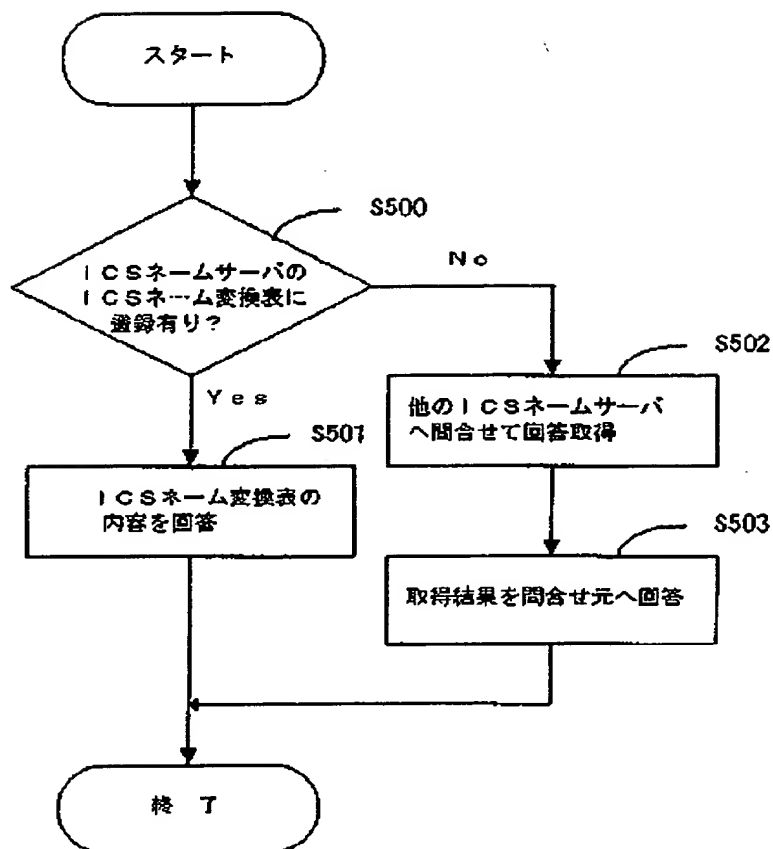 スタート
S500
ICSネームサーバの
ICSネーム変換表に
登録有り?
No
Yes
S502
他のICSネームサーバ
へ問合せて回答取得
S501
ICSネーム変換表の
内容を回答
S503
取得結果を問合せ元へ回答
終 了